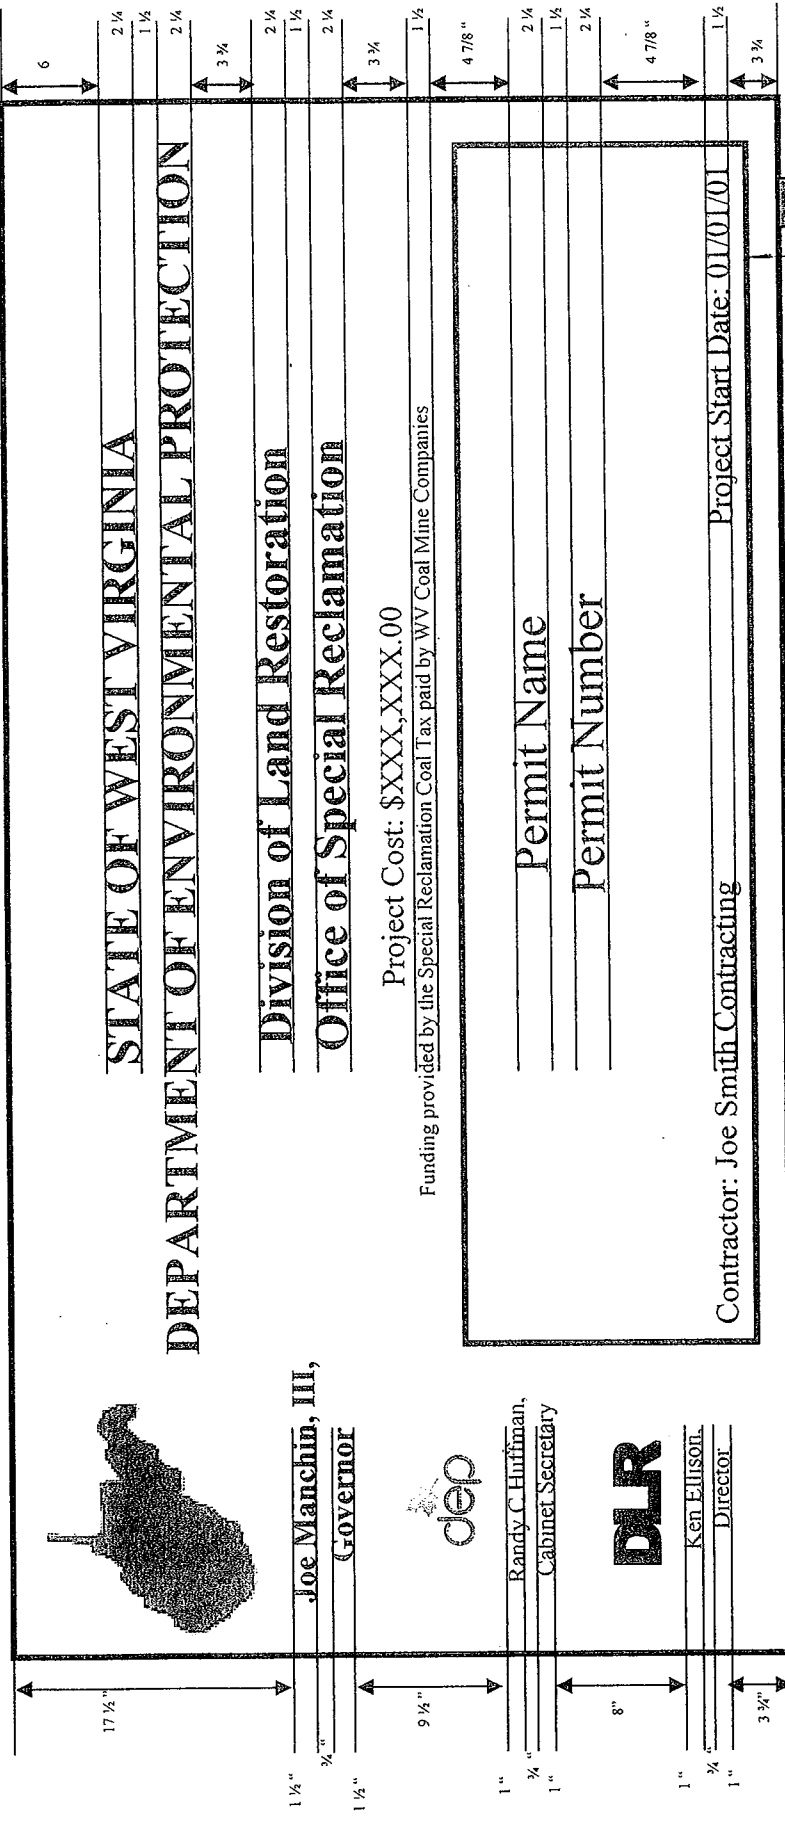 STATE OF WEST VIRGINIA
DEPARTMENT OF ENVIRONMENTAL PROTECTION
Division of Land Restoration
Office of Special Reclamation
Project Cost: $XXX,XXX.00
Funding provided by the Special Reclamation Coal Tax paid by WV Coal Mine Companies
Permit Name
Permit Number
Contractor: Joe Smith Contracting Project Start Date: 01/01/01
Joe Manchin, III,
Governor
dep
Randy C Huffman,
Cabinet Secretary
DLR
Ken Ellison,
Director
17 ½"
1 ½ "
¾ "
1 ½ "
9 ½"
1 "
¾ "
1 "
8"
1 "
¾ "
1 "
3 ¾"
6
2 ¼
1 ½
2 ¼
3 ¾
2 ¼
1 ½
2 ¼
3 ¾
1 ½
4 7/8 "
2 ¼
1 ½
2 ¼
4 7/8 "
1 ½
3 ¾